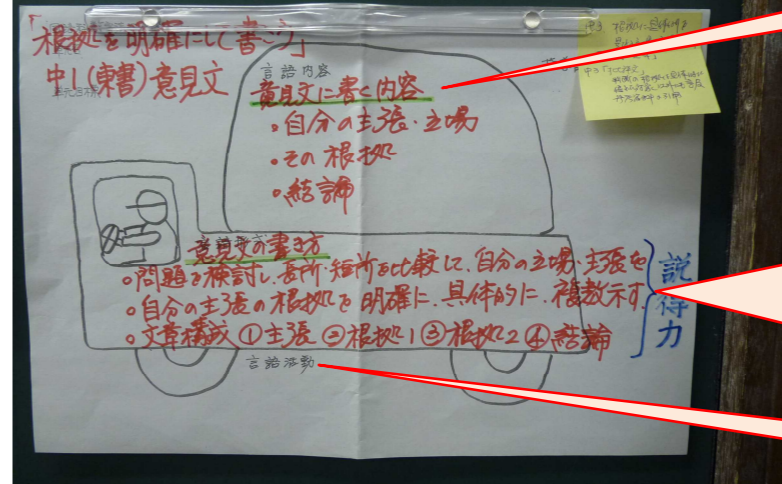 「根拠を明確にして書こう」
中1(東書)意見文
言語内容
意見文に書く内容
・自分の主張・立場
・その根拠
・結論
意見文の書き方
・問題を検討し、長所・短所を比較して、自分の立場・主張を
・自分の主張の根拠を明確に、具体的に、複数示す。
・文章構成 ①主張 ②根拠1 ③根拠2 ④結論
説得力
言語活動